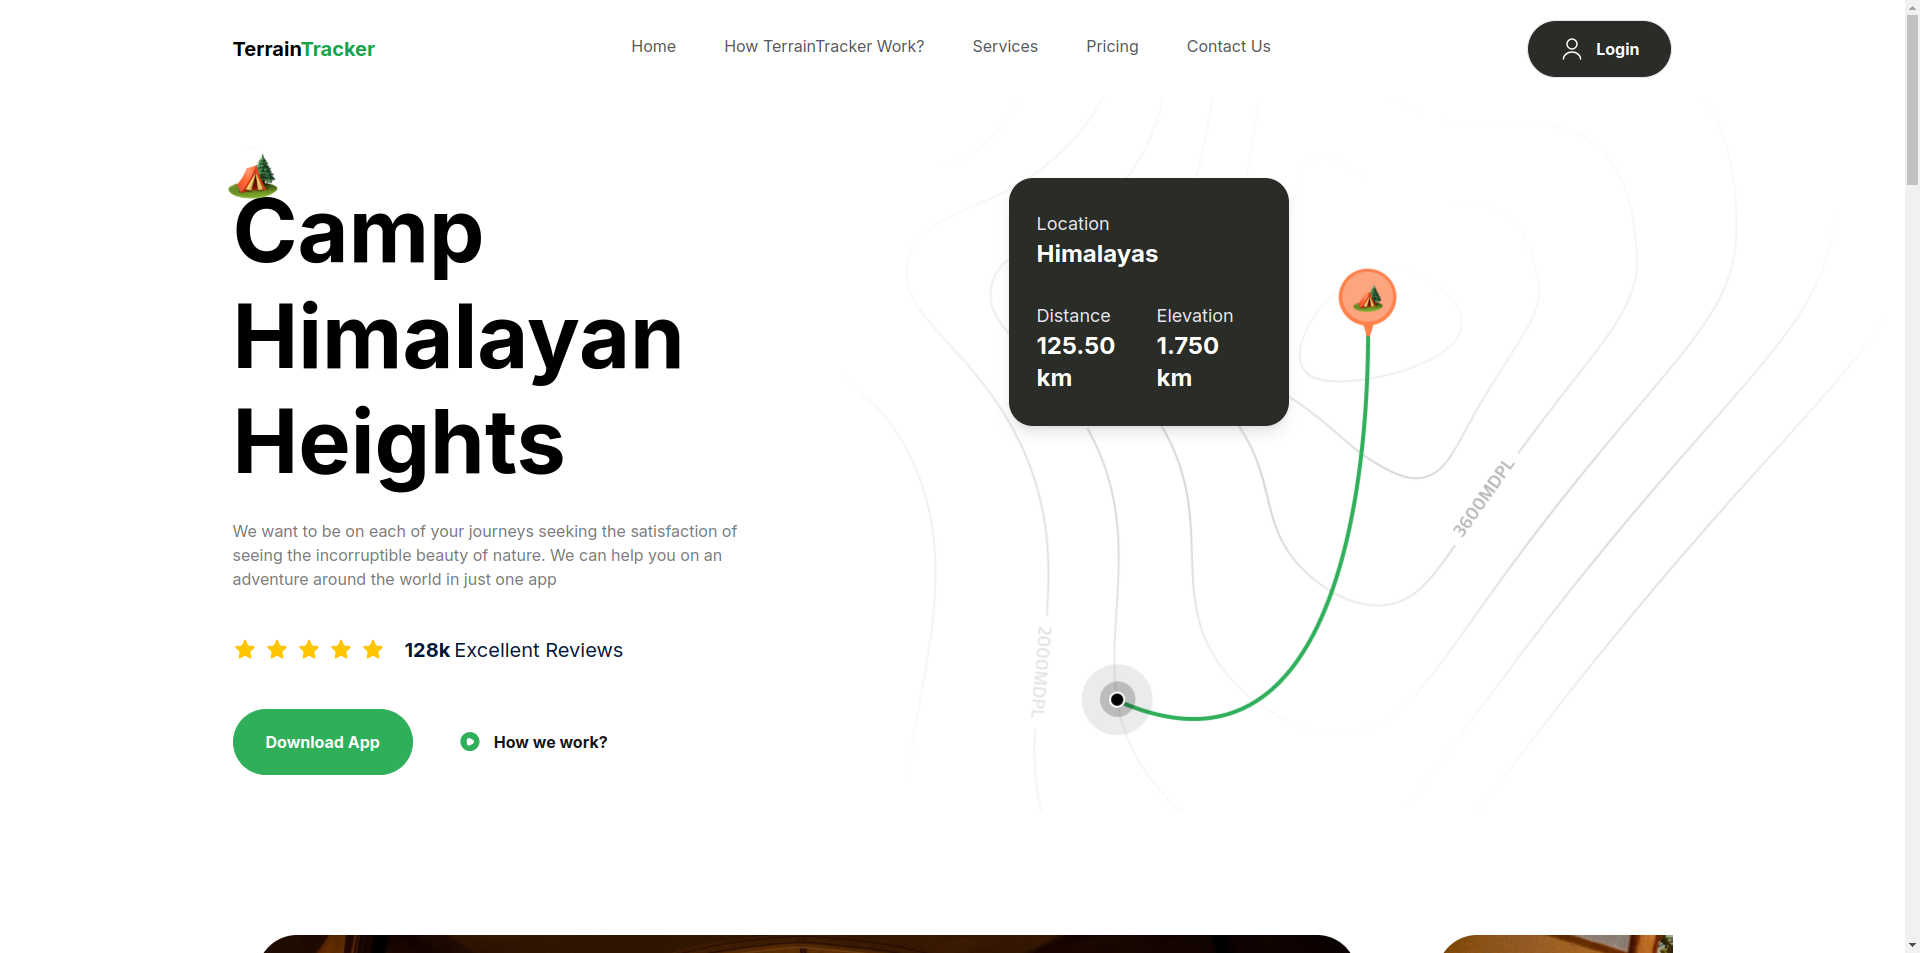 TerrainTracker
Home
How TerrainTracker Work?
Services
Pricing
Contact Us
Login
Camp
Himalayan
Heights
We want to be on each of your journeys seeking the satisfaction of
seeing the incorruptible beauty of nature. We can help you on an
adventure around the world in just one app
128k Excellent Reviews
Download App
How we work?
Location
Himalayas
Distance
125.50
km
Elevation
1.750
km
3600MDPL
2000MDPL